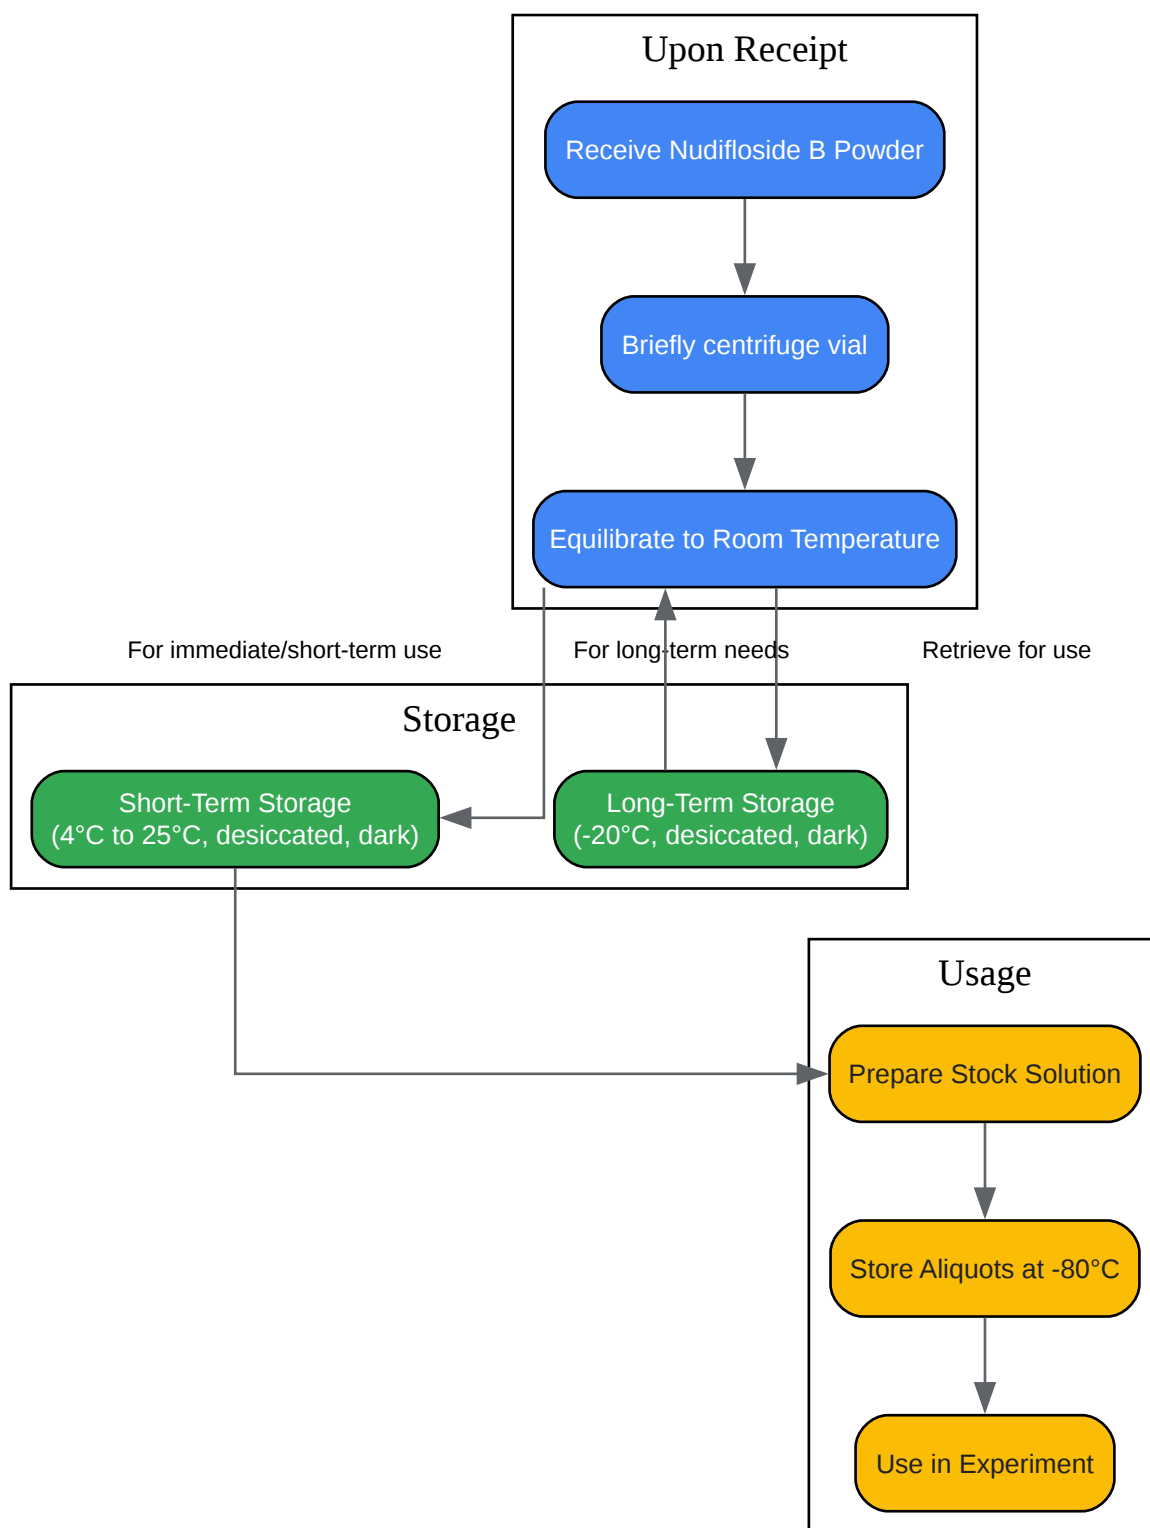 Upon Receipt
Receive Nudifloside B Powder
Briefly centrifuge vial
Equilibrate to Room Temperature
For immediate/short-term use
For long-term needs
Retrieve for use
Storage
Short-Term Storage
(4°C to 25°C, desiccated, dark)
Long-Term Storage
(-20°C, desiccated, dark)
Usage
Prepare Stock Solution
Store Aliquots at -80°C
Use in Experiment